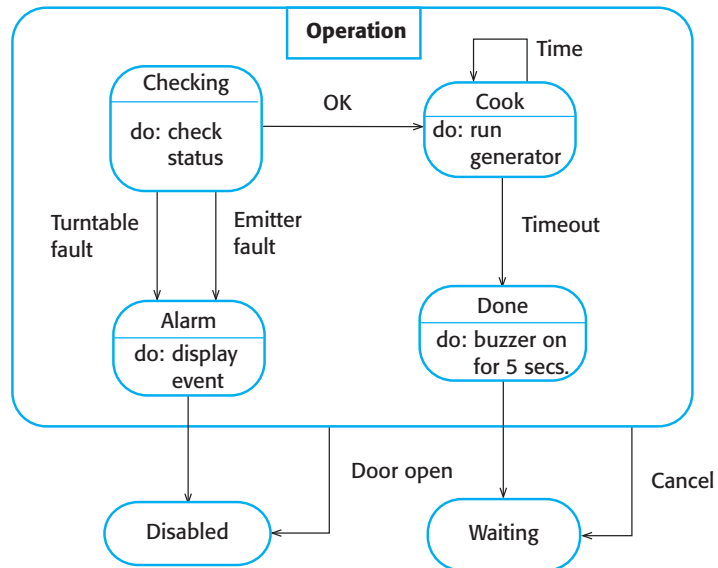 Operation
Time
Checking
do: check
status
OK
Cook
do: run
generator
Turntable
fault
Emitter
fault
Timeout
Alarm
do: display
event
Done
do: buzzer on
for 5 secs.
Door open
Cancel
Disabled
Waiting